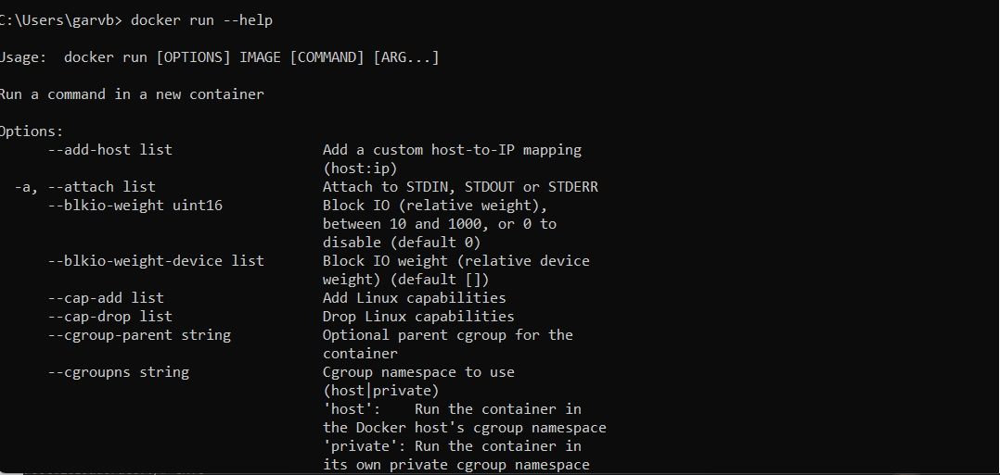 C:\Users\garvb> docker run --help
Usage:  docker run [OPTIONS] IMAGE [COMMAND] [ARG...]
Run a command in a new container
Options:
      --add-host list                  Add a custom host-to-IP mapping
                                       (host:ip)
  -a, --attach list                    Attach to STDIN, STDOUT or STDERR
      --blkio-weight uint16            Block IO (relative weight),
                                       between 10 and 1000, or 0 to
                                       disable (default 0)
      --blkio-weight-device list       Block IO weight (relative device
                                       weight) (default [])
      --cap-add list                   Add Linux capabilities
      --cap-drop list                  Drop Linux capabilities
      --cgroup-parent string           Optional parent cgroup for the
                                       container
      --cgroupns string                Cgroup namespace to use
                                       (host|private)
                                       'host':    Run the container in
                                       the Docker host's cgroup namespace
                                       'private': Run the container in
                                       its own private cgroup namespace